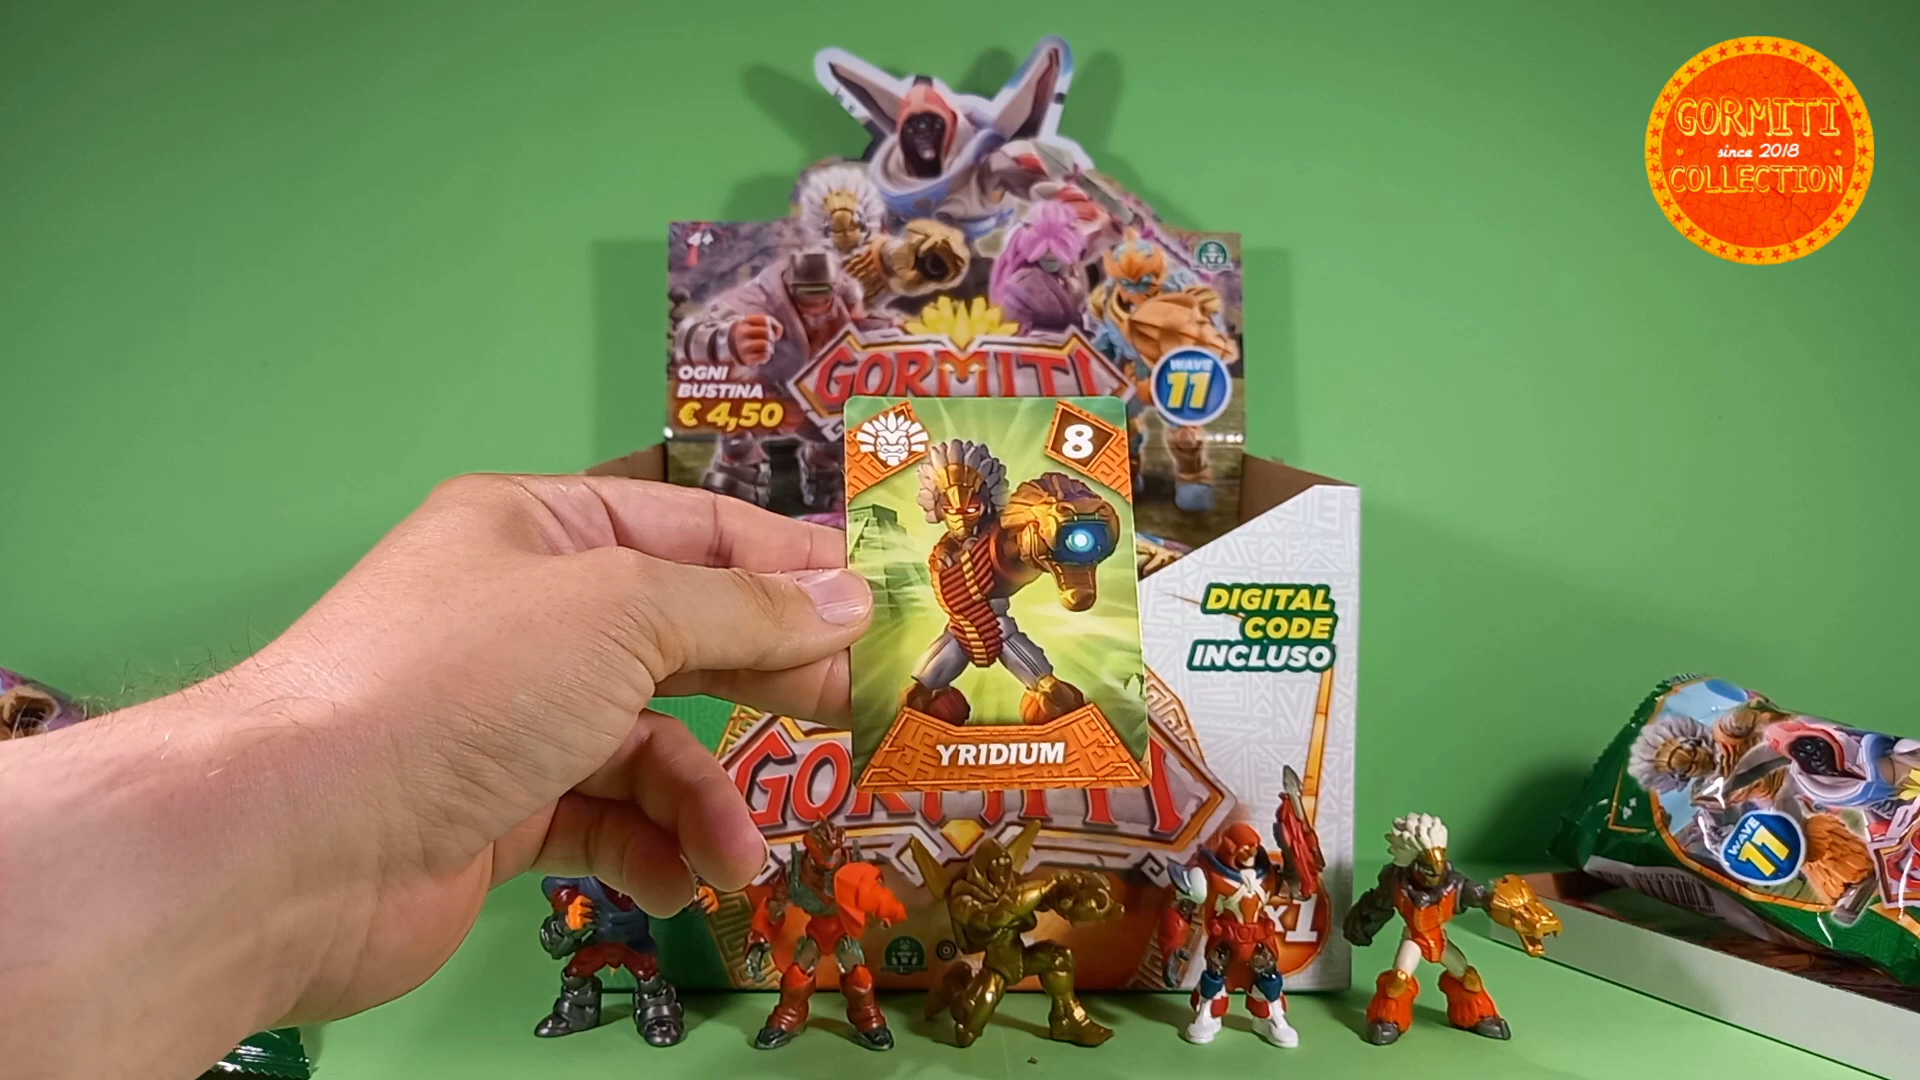 GORMITI
since 2018
COLLECTION
4+
OGNI
BUSTINA
€ 4,50
GORMITI
WAVE
11
8
YRIDIUM
DIGITAL
CODE
INCLUSO
GORMITI
x1
WAVE
11